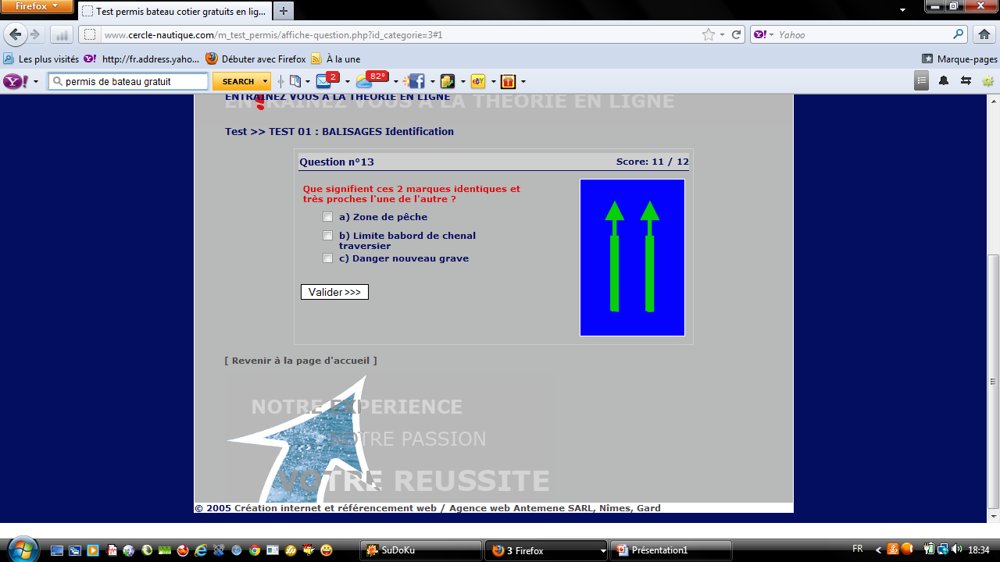 Firefox
Test permis bateau cotier gratuits en lig...
www.cercle-nautique.com/m_test_permis/affiche-question.php?id_categorie=3#1
Yahoo
Les plus visités
http://fr.address.yaho...
Débuter avec Firefox
À la une
Marque-pages
permis de bateau gratuit
SEARCH
2
82°
ebY
ENTRAINEZ VOUS A LA THEORIE EN LIGNE
ENTRAINEZ VOUS A LA THEORIE EN LIGNE
Test >> TEST 01 : BALISAGES Identification
Question n°13
Score: 11 / 12
Que signifient ces 2 marques identiques et
très proches l'une de l'autre ?
a) Zone de pêche
b) Limite babord de chenal
traversier
c) Danger nouveau grave
Valider >>>
[ Revenir à la page d'accueil ]
NOTRE EXPERIENCE
NOTRE PASSION
VOTRE REUSSITE
© 2005 Création internet et référencement web / Agence web Antemene SARL, Nîmes, Gard
SuDoKu
3 Firefox
Présentation1
FR
18:34